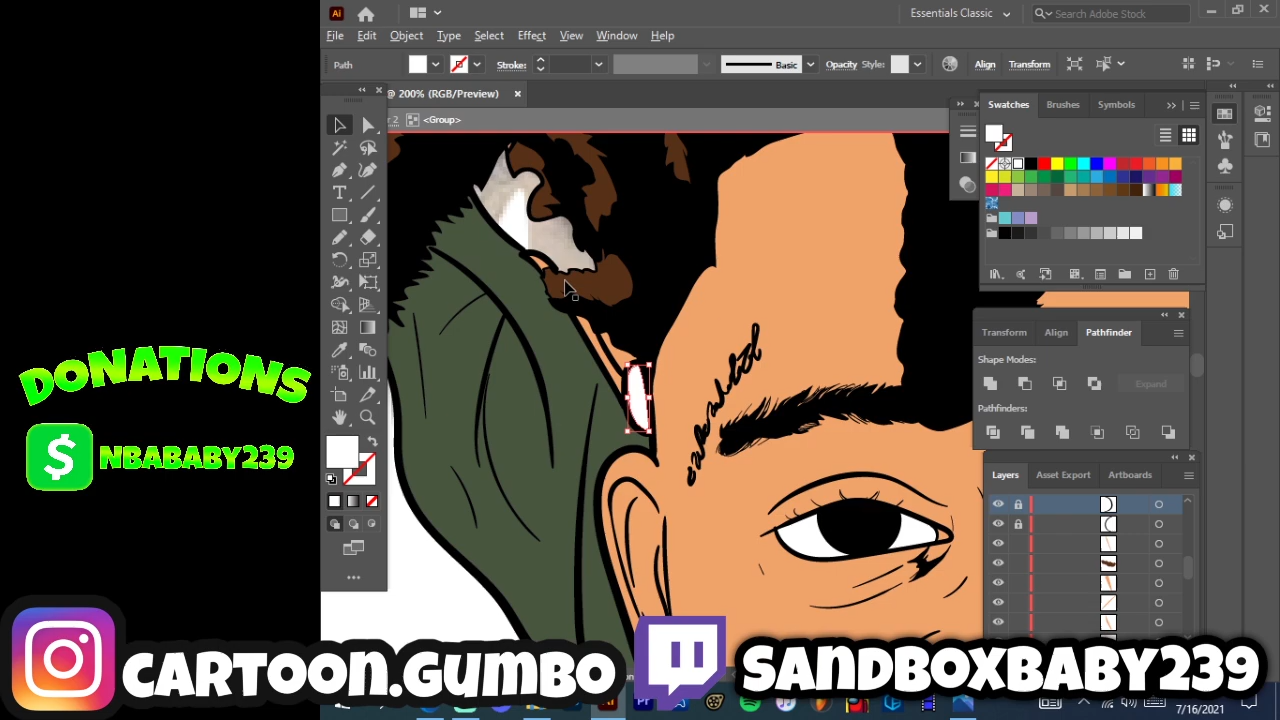 Ai
Essentials Classic
Search Adobe Stock
File Edit Object Type Select Effect View Window Help
Path
Stroke:
Basic
Opacity Style:
Align
Transform
@ 200% (RGB/Preview)
<Group>
Swatches Brushes Symbols
Transform Align Pathfinder
Shape Modes:
Expand
Pathfinders:
Layers Asset Export Artboards
DONATIONS
$ NBABABY239
CARTOON.GUMBO
SANDBOXBABY239
7/16/2021